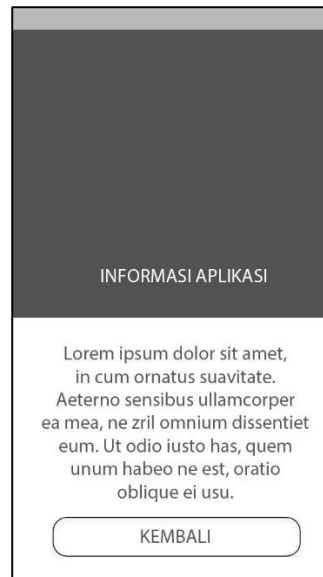 INFORMASI APLIKASI
Lorem ipsum dolor sit amet,
in cum ornatus suavitate.
Aeterno sensibus ullamcorper
ea mea, ne zril omnium dissentiet
eum. Ut odio iusto has, quem
unum habeo ne est, oratio
oblique ei usu.
KEMBALI